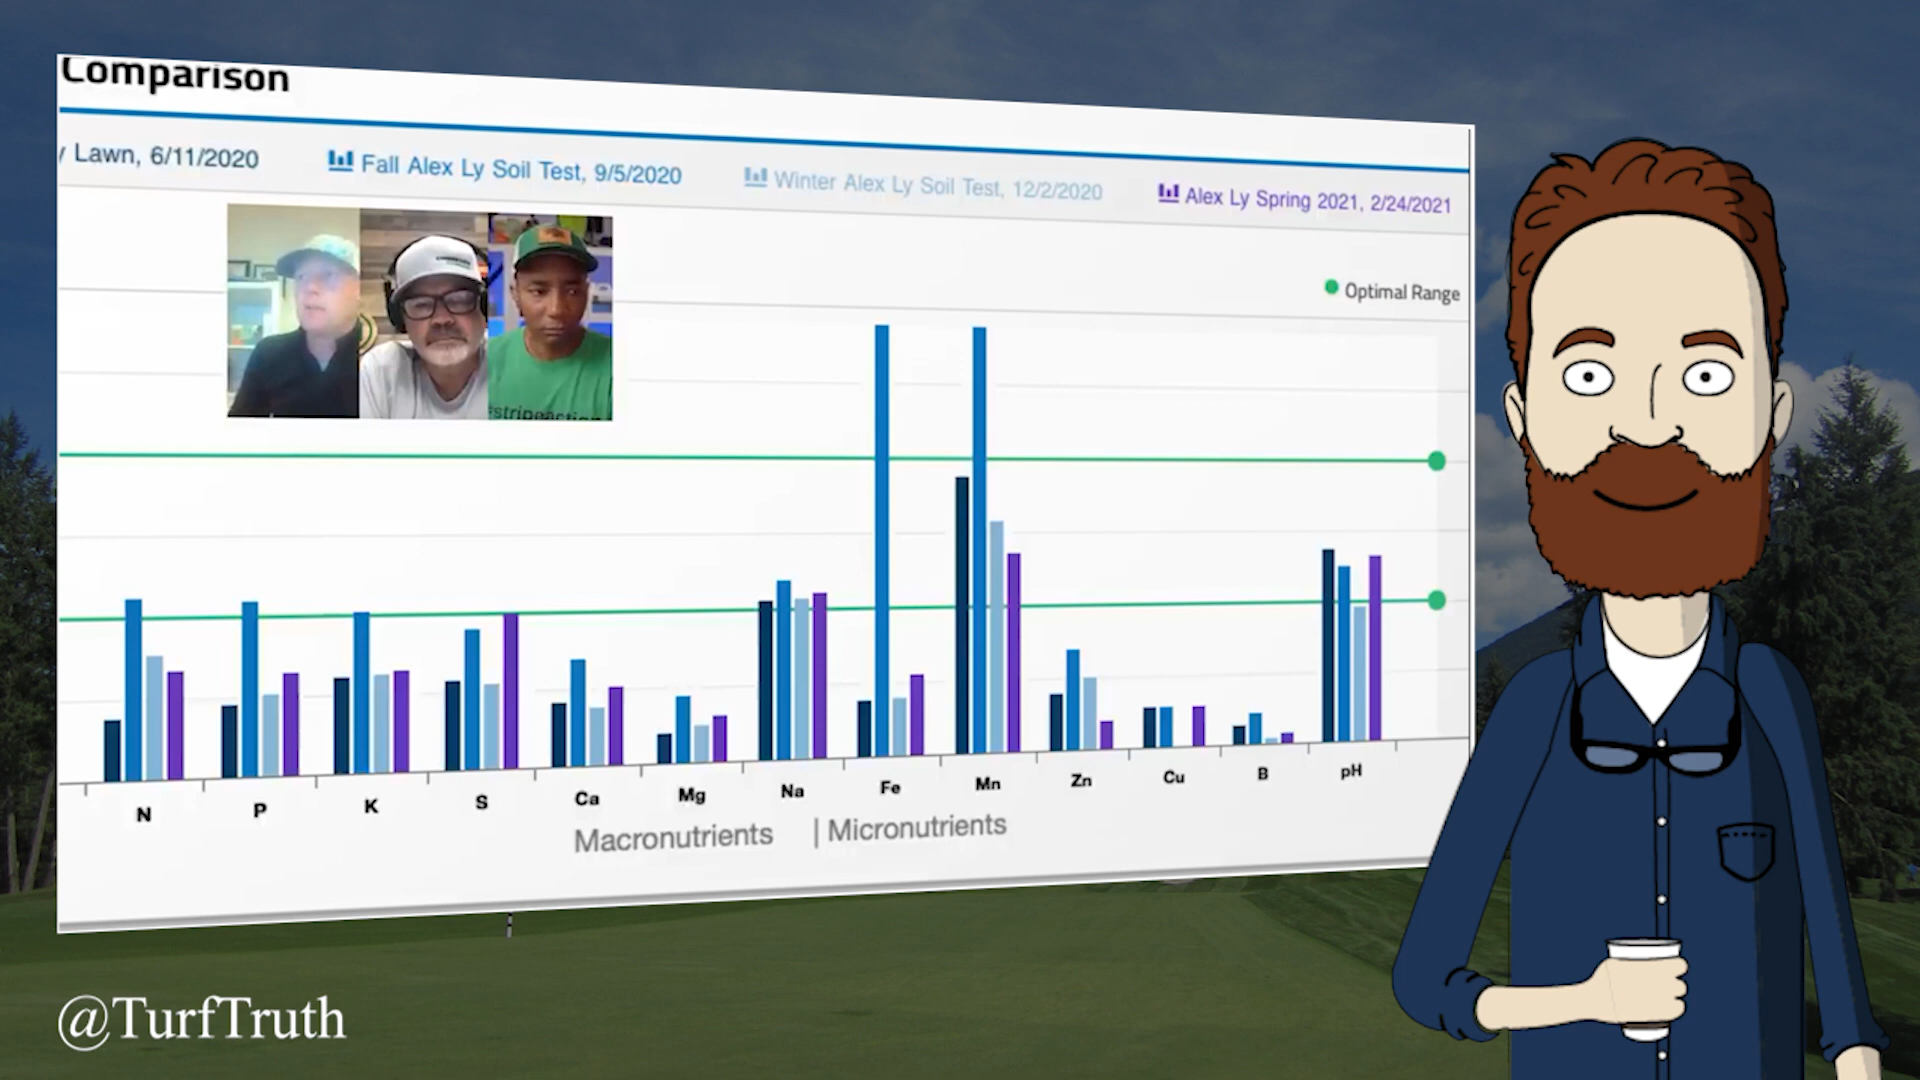 Comparison
y Lawn, 6/11/2020
Fall Alex Ly Soil Test, 9/5/2020
Winter Alex Ly Soil Test, 12/2/2020
Alex Ly Spring 2021, 2/24/2021
Optimal Range
#stripeaction
N P K S Ca Mg Na Fe Mn Zn Cu B pH
Macronutrients | Micronutrients
@TurfTruth